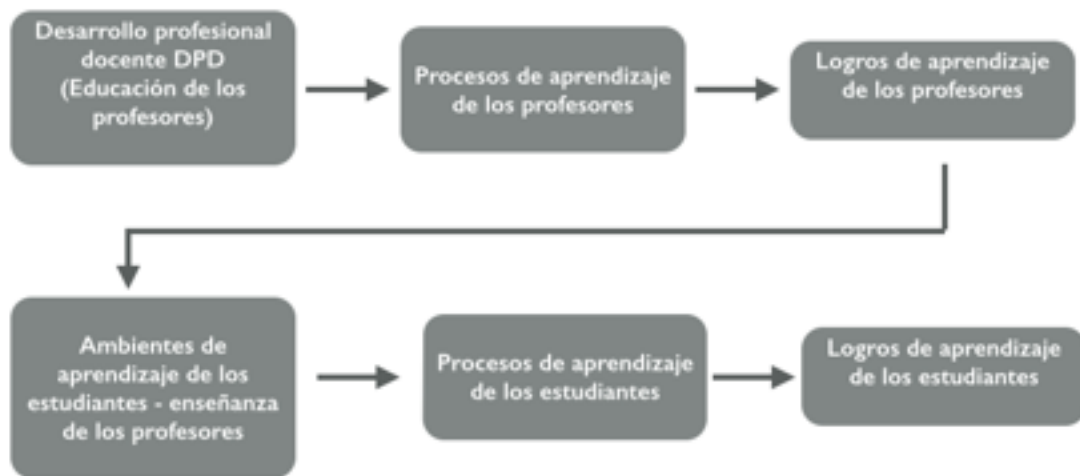 Desarrollo profesional
docente DPD
(Educación de los
profesores)
Procesos de aprendizaje
de los profesores
Logros de aprendizaje
de los profesores
Ambientes de
aprendizaje de los
estudiantes - enseñanza
de los profesores
Procesos de aprendizaje
de los estudiantes
Logros de aprendizaje
de los estudiantes